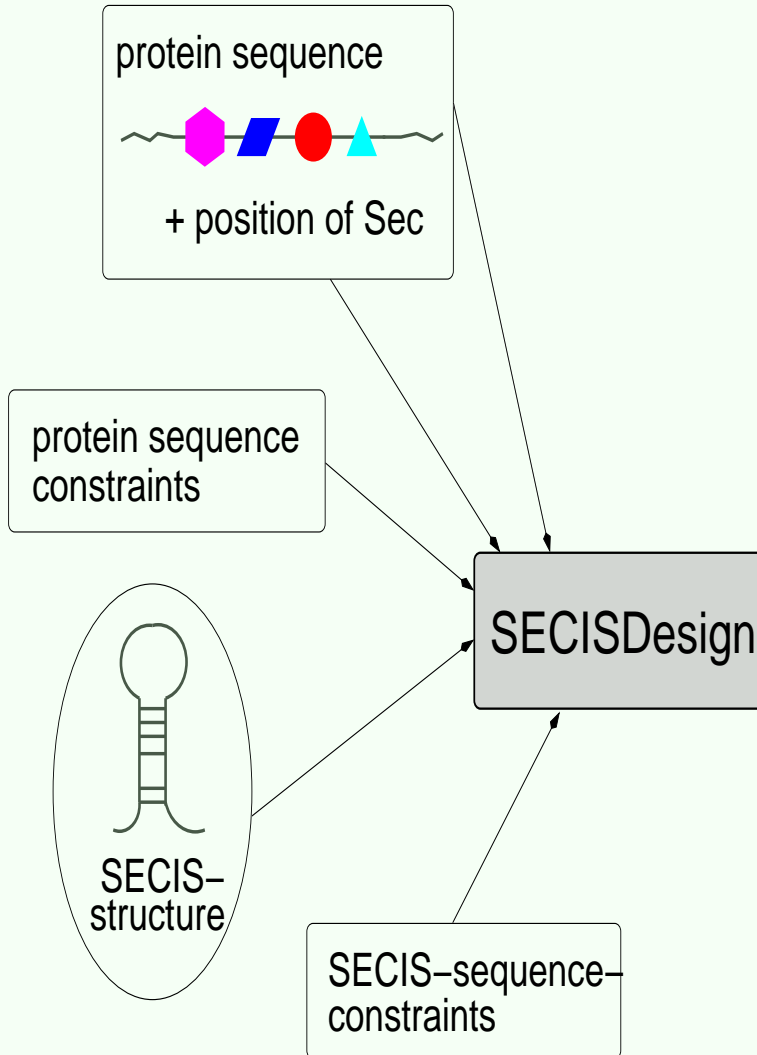 protein sequence
+ position of Sec
protein sequence
constraints
SECISDesign
SECIS–
structure
SECIS–sequence–
constraints